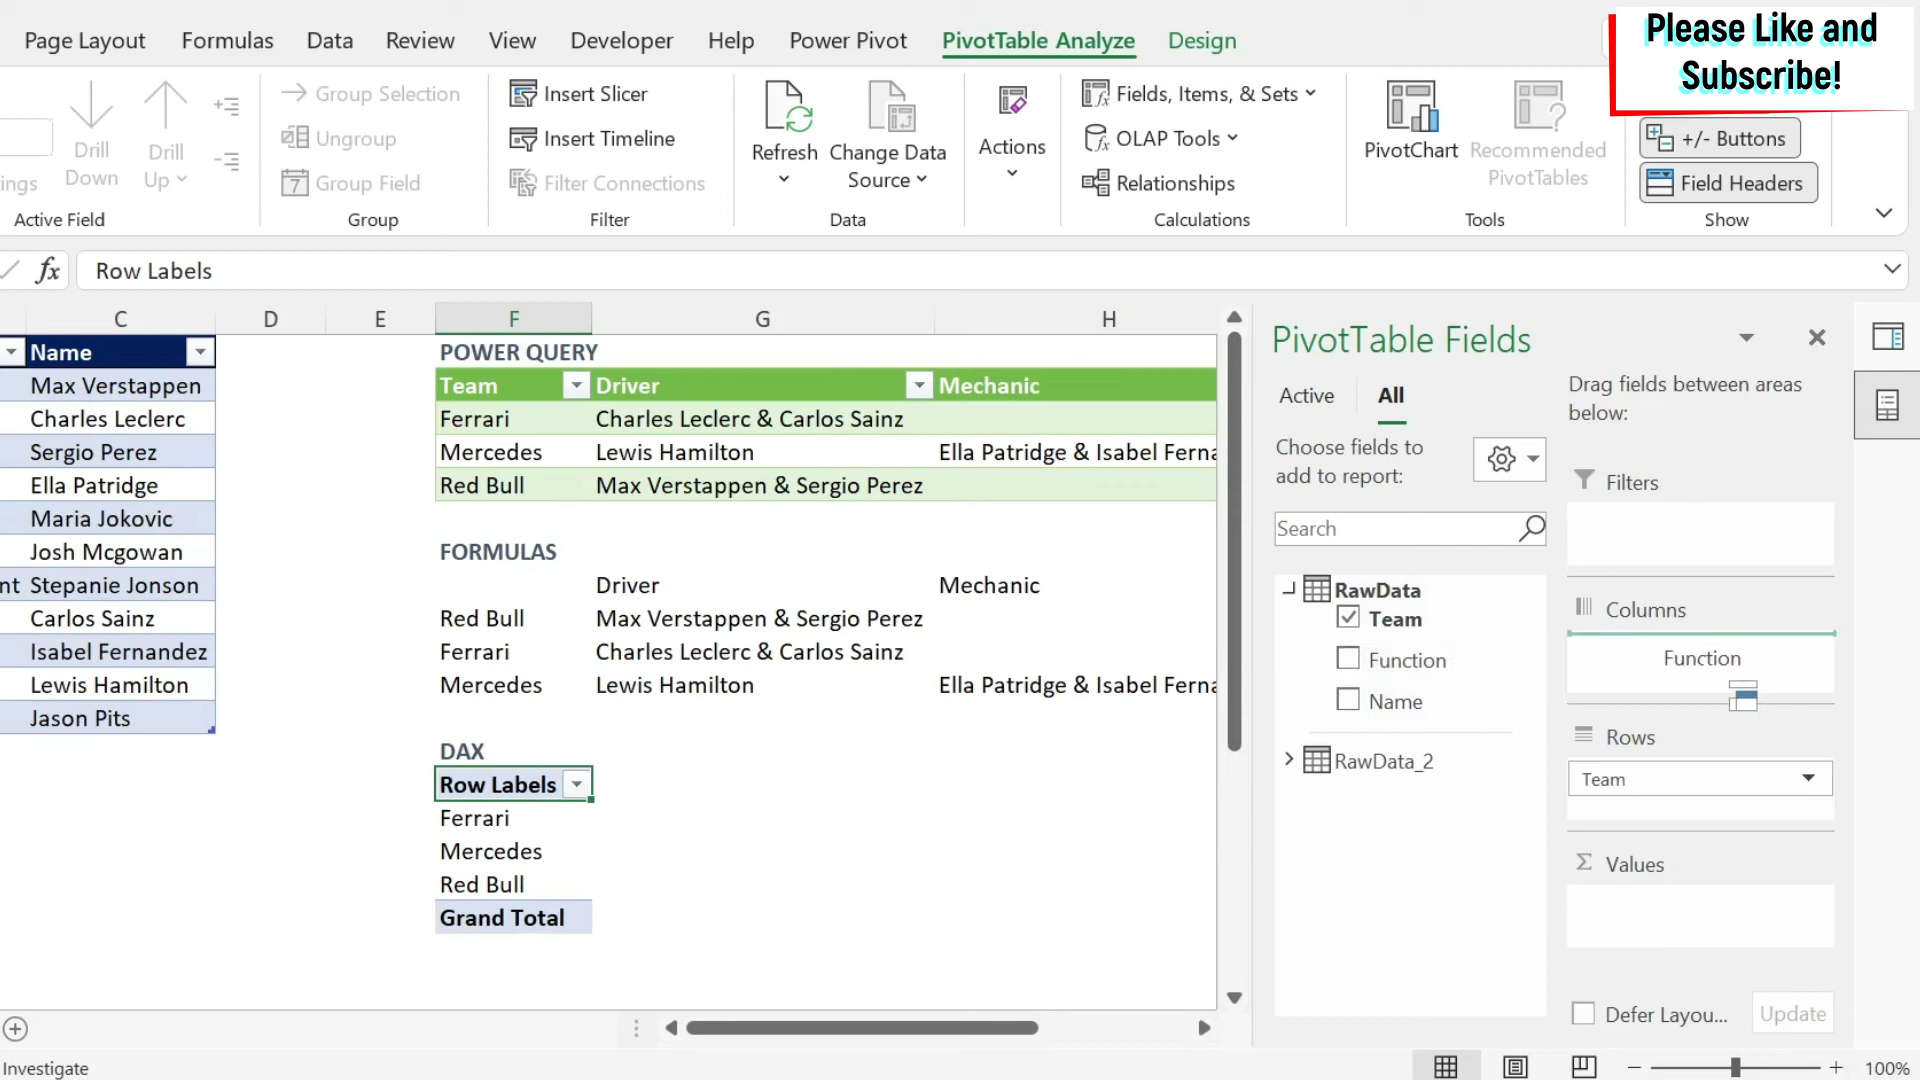 Please Like and
Subscribe!
Page Layout
Formulas
Data
Review
View
Developer
Help
Power Pivot
PivotTable Analyze
Design
Drill
Down
Drill
Up
ings
Active Field
Group Selection
Ungroup
7
Group Field
Group
Insert Slicer
Insert Timeline
Filter Connections
Filter
Refresh
Change Data
Source
Data
Actions
Fields, Items, & Sets
OLAP Tools
Relationships
Calculations
PivotChart
Recommended
PivotTables
Tools
+/- Buttons
Field Headers
Show
fx
Row Labels
C
D
E
F
G
H
Name
Max Verstappen
Charles Leclerc
Sergio Perez
Ella Patridge
Maria Jokovic
Josh Mcgowan
nt Stepanie Jonson
Carlos Sainz
Isabel Fernandez
Lewis Hamilton
Jason Pits
POWER QUERY
Team Driver Mechanic
Ferrari Charles Leclerc & Carlos Sainz
Mercedes Lewis Hamilton Ella Patridge & Isabel Ferna
Red Bull Max Verstappen & Sergio Perez
FORMULAS
Driver Mechanic
Red Bull Max Verstappen & Sergio Perez
Ferrari Charles Leclerc & Carlos Sainz
Mercedes Lewis Hamilton Ella Patridge & Isabel Ferna
DAX
Row Labels
Ferrari
Mercedes
Red Bull
Grand Total
PivotTable Fields
Active
All
Choose fields to
add to report:
Search
RawData
Team
Function
Name
RawData_2
Drag fields between areas
below:
Filters
Columns
Function
Rows
Team
Σ Values
Defer Layou...
Update
Investigate
100%